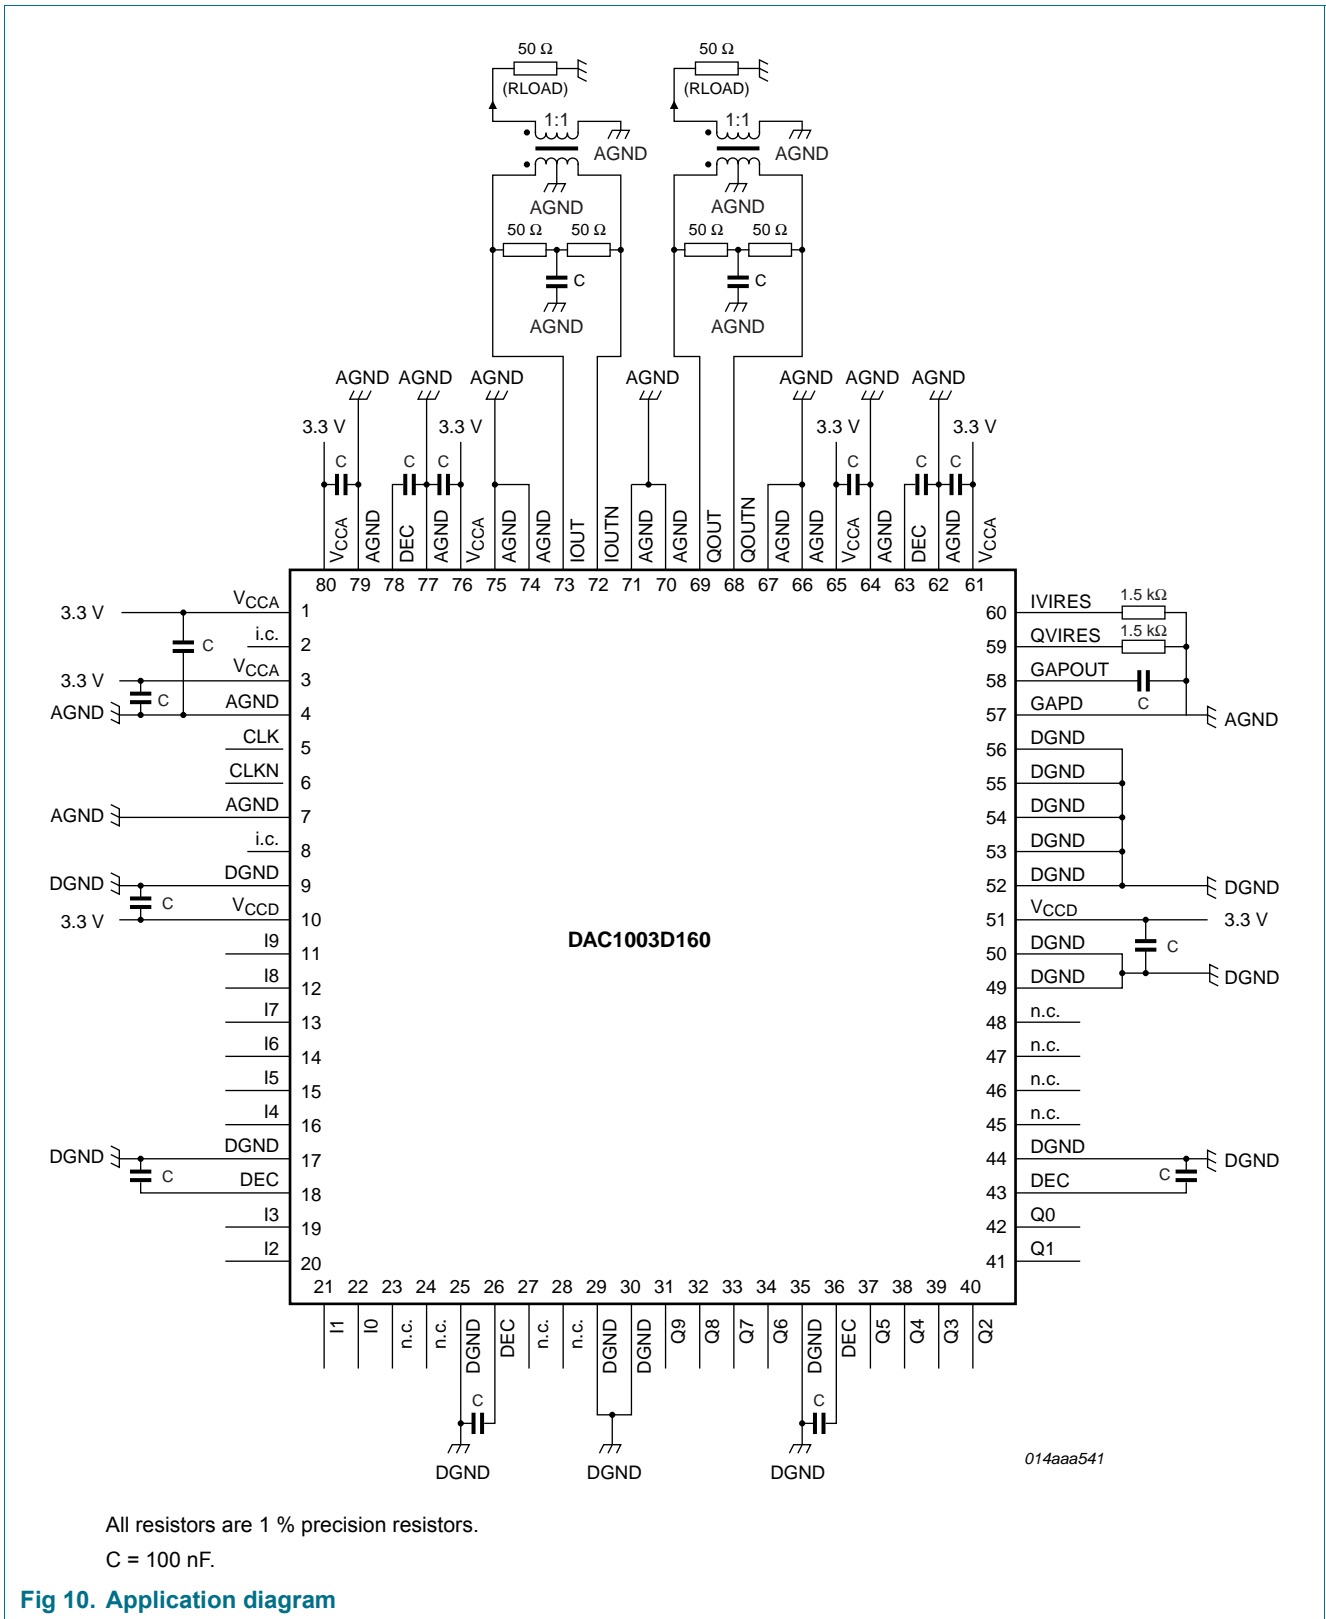 50 Ω 50 Ω
(RLOAD) (RLOAD)
1:1 1:1
AGND AGND
AGND AGND
50 Ω 50 Ω 50 Ω 50 Ω
C C
AGND AGND
AGND AGND AGND AGND AGND AGND AGND
3.3 V 3.3 V 3.3 V 3.3 V
C C C C C C
VCCA AGND DEC AGND VCCA AGND AGND IOUT IOUTN AGND AGND QOUT QOUTN AGND AGND VCCA AGND DEC AGND VCCA
80 79 78 77 76 75 74 73 72 71 70 69 68 67 66 65 64 63 62 61
3.3 V VCCA 1 60 IVIRES 1.5 kΩ
C i.c. 2 59 QVIRES 1.5 kΩ
3.3 V VCCA 3 58 GAPOUT
C C
AGND AGND 4 57 GAPD AGND
CLK 5 56 DGND
CLKN 6 55 DGND
AGND AGND 7 54 DGND
i.c. 8 53 DGND
DGND DGND 9 52 DGND DGND
C
3.3 V VCCD 10 51 VCCD 3.3 V
DAC1003D160
I9 11 50 DGND C
I8 12 49 DGND DGND
I7 13 48 n.c.
I6 14 47 n.c.
I5 15 46 n.c.
I4 16 45 n.c.
DGND DGND 17 44 DGND DGND
C C
DEC 18 43 DEC
I3 19 42 Q0
I2 20 41 Q1
21 22 23 24 25 26 27 28 29 30 31 32 33 34 35 36 37 38 39 40
I1 I0 n.c. n.c. DGND DEC n.c. n.c. DGND DGND Q9 Q8 Q7 Q6 DGND DEC Q5 Q4 Q3 Q2
C C
DGND DGND DGND
014aaa541
All resistors are 1 % precision resistors.
C = 100 nF.
Fig 10. Application diagram